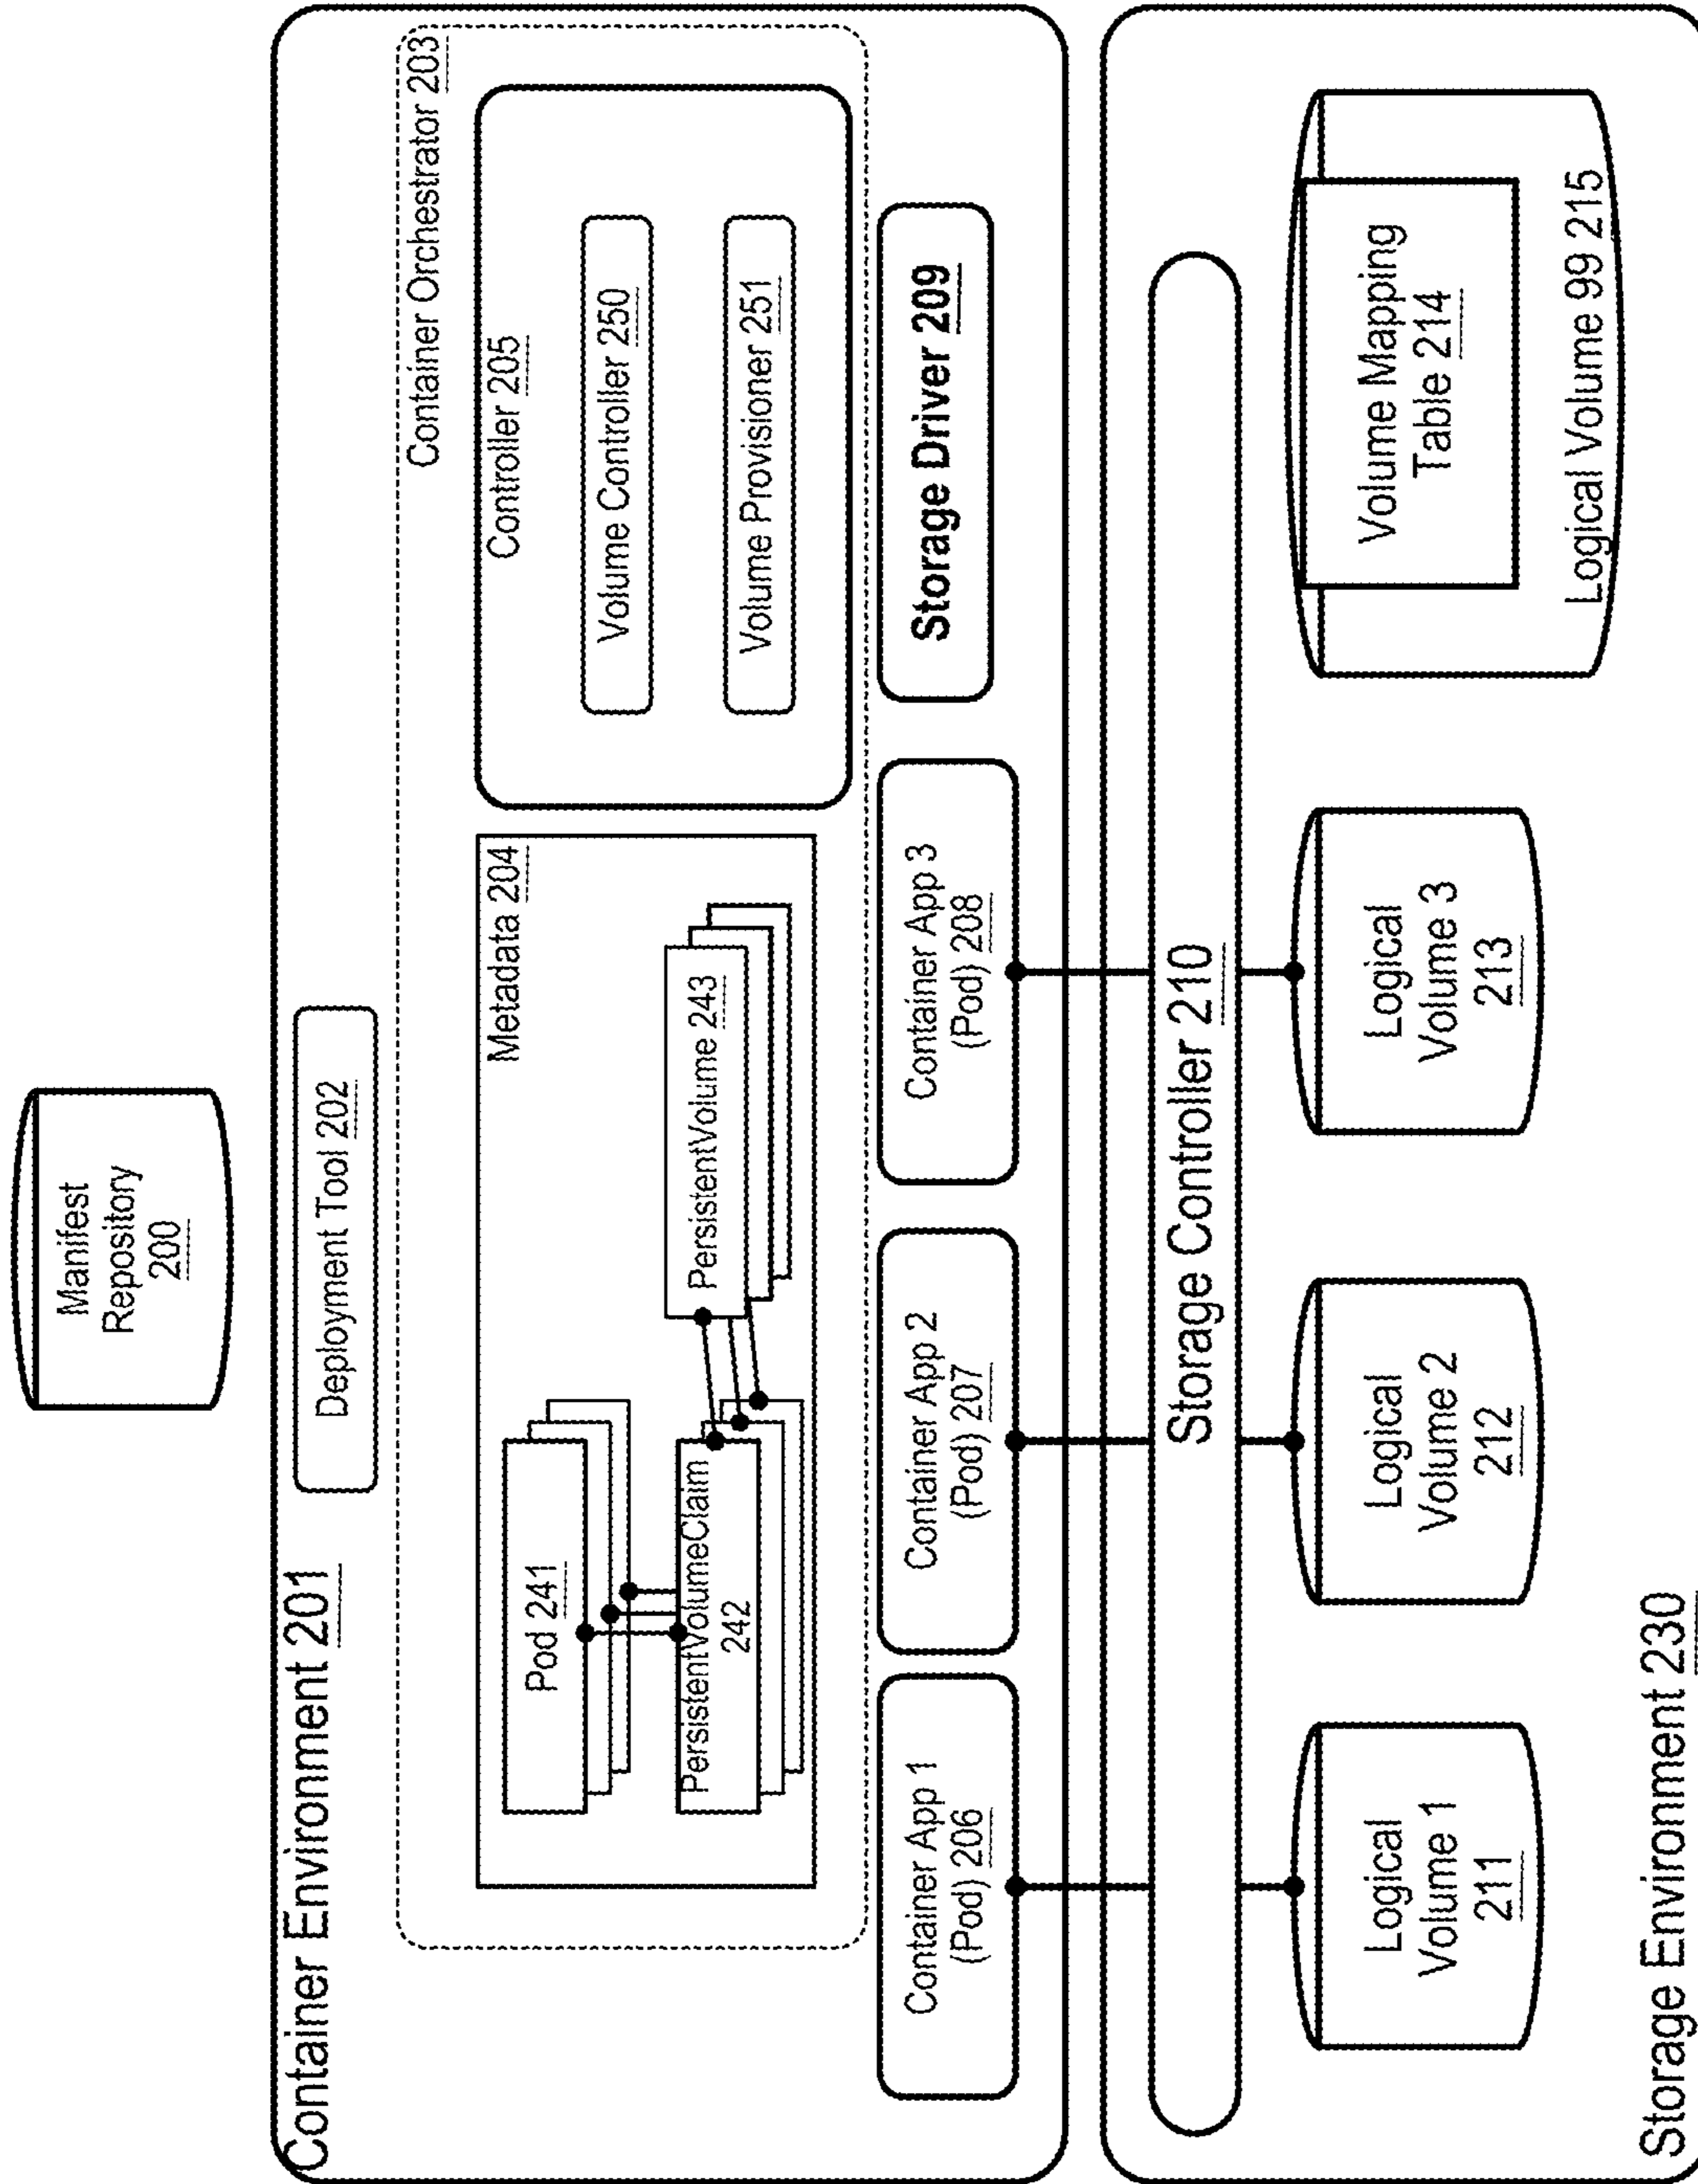 Manifest
Repository
200
Container Environment 201
Deployment Tool 202
Container Orchestrator 203
Metadata 204
Pod 241
PersistentVolumeClaim
242
PersistentVolume 243
Controller 205
Volume Controller 250
Volume Provisioner 251
Container App 1
(Pod) 206
Container App 2
(Pod) 207
Container App 3
(Pod) 208
Storage Driver 209
Storage Controller 210
Logical
Volume 1
211
Logical
Volume 2
212
Logical
Volume 3
213
Volume Mapping
Table 214
Logical Volume 99 215
Storage Environment 230